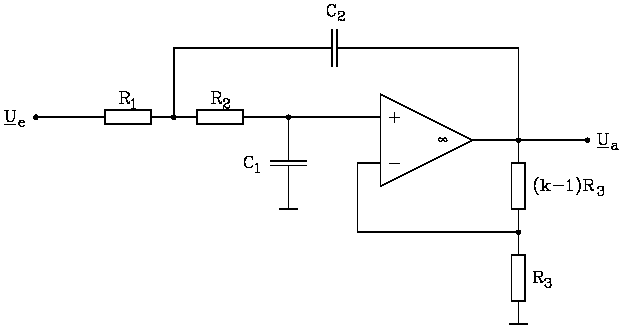 C2
R1
R2
Ue
+
∞
Ua
C1
−
(k−1)R3
R3